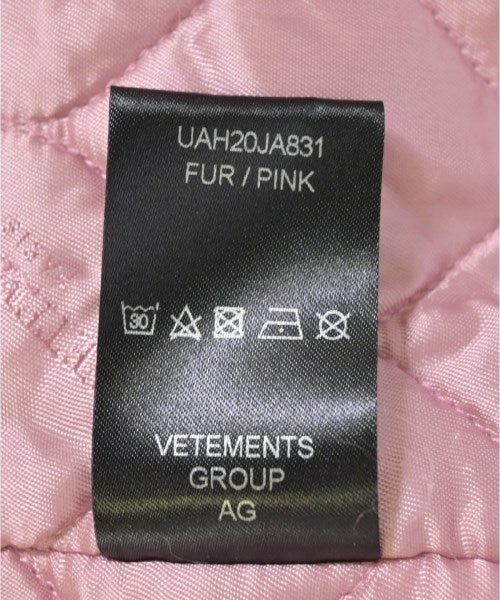 UAH20JA831
FUR / PINK
30
VETEMENTS
GROUP
AG